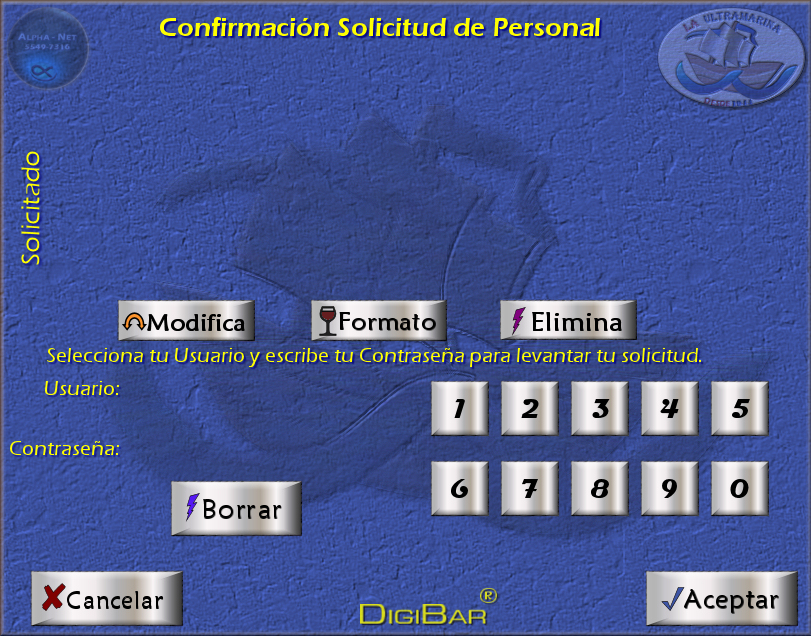 Confirmación Solicitud de Personal
ALPHA - NET
LA ULTRAMARINA
Solicitado
Modifica
Formato
Elimina
Selecciona tu Usuario y escribe tu Contraseña para levantar tu solicitud.
Usuario:
1 2 3 4 5
Contraseña:
6 7 8 9 0
Borrar
Cancelar
DIGIBAR®
Aceptar